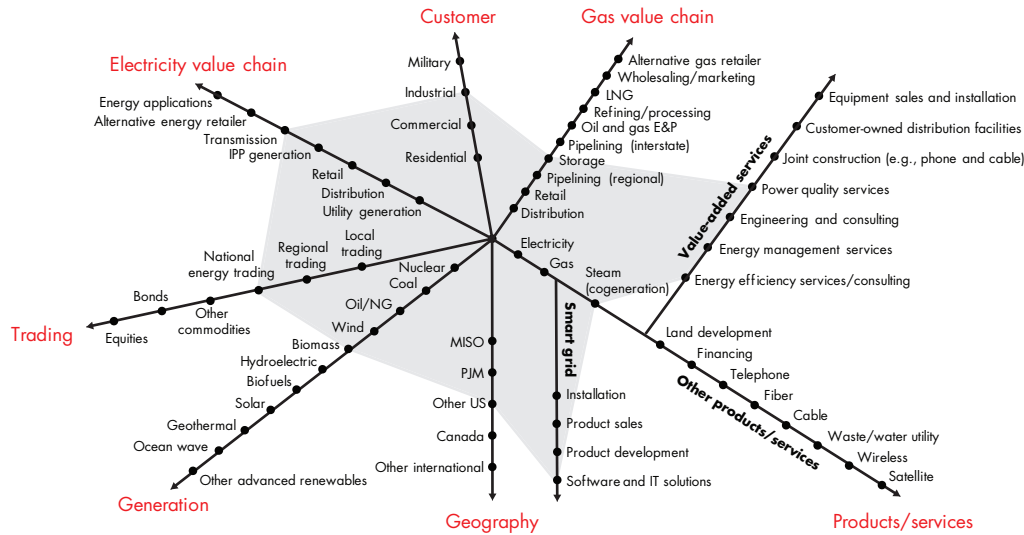 Customer
Gas value chain
Electricity value chain
Military
Industrial
Commercial
Residential
Alternative gas retailer
Wholesaling/marketing
LNG
Refining/processing
Oil and gas E&P
Pipelining (interstate)
Storage
Pipelining (regional)
Retail
Distribution
Energy applications
Alternative energy retailer
Transmission
IPP generation
Retail
Distribution
Utility generation
Value-added services
Equipment sales and installation
Customer-owned distribution facilities
Joint construction (e.g., phone and cable)
Power quality services
Engineering and consulting
Energy management services
Energy efficiency services/consulting
Local
trading
Regional
trading
National
energy trading
Other
commodities
Bonds
Equities
Trading
Nuclear
Coal
Oil/NG
Wind
Biomass
Hydroelectric
Biofuels
Solar
Geothermal
Ocean wave
Other advanced renewables
Generation
MISO
PJM
Other US
Canada
Other international
Geography
Electricity
Gas
Steam
(cogeneration)
Smart grid
Installation
Product sales
Product development
Software and IT solutions
Land development
Financing
Telephone
Fiber
Cable
Waste/water utility
Wireless
Satellite
Other products/services
Products/services